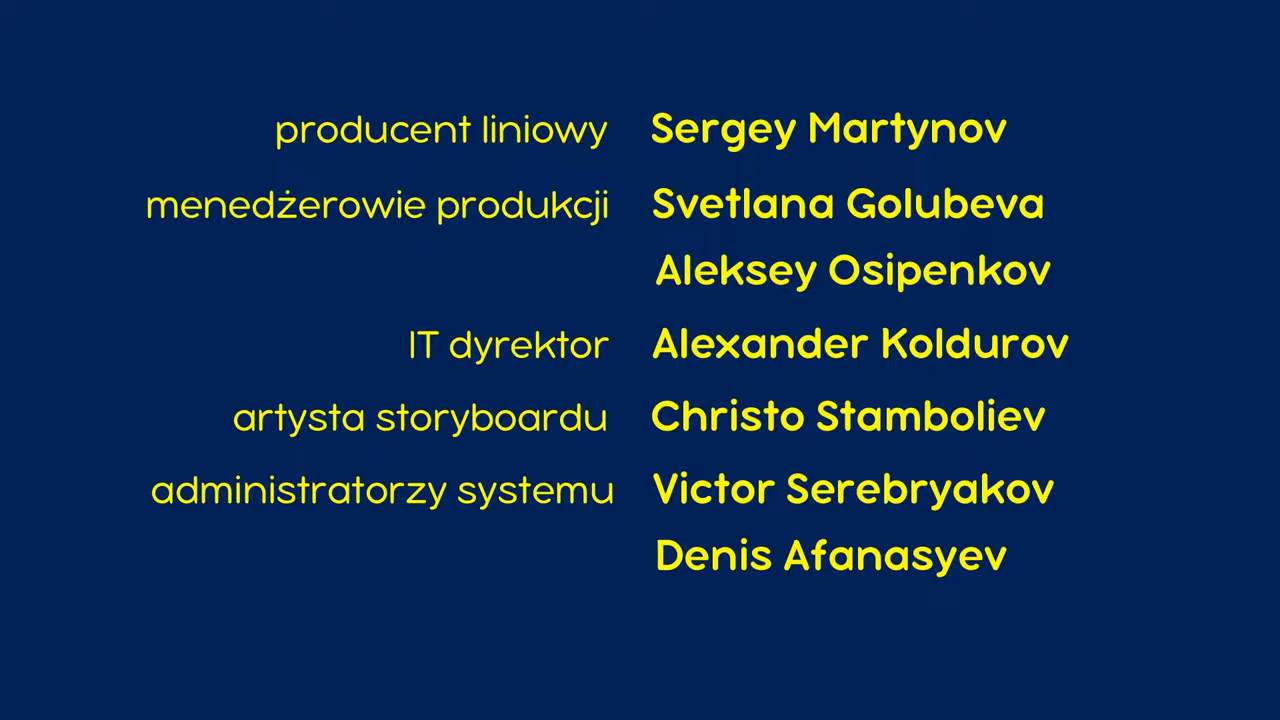 producent liniowy Sergey Martynov
menedżerowie produkcji Svetlana Golubeva
Aleksey Osipenkov
IT dyrektor Alexander Koldurov
artysta storyboardu Christo Stamboliev
administratorzy systemu Victor Serebryakov
Denis Afanasyev